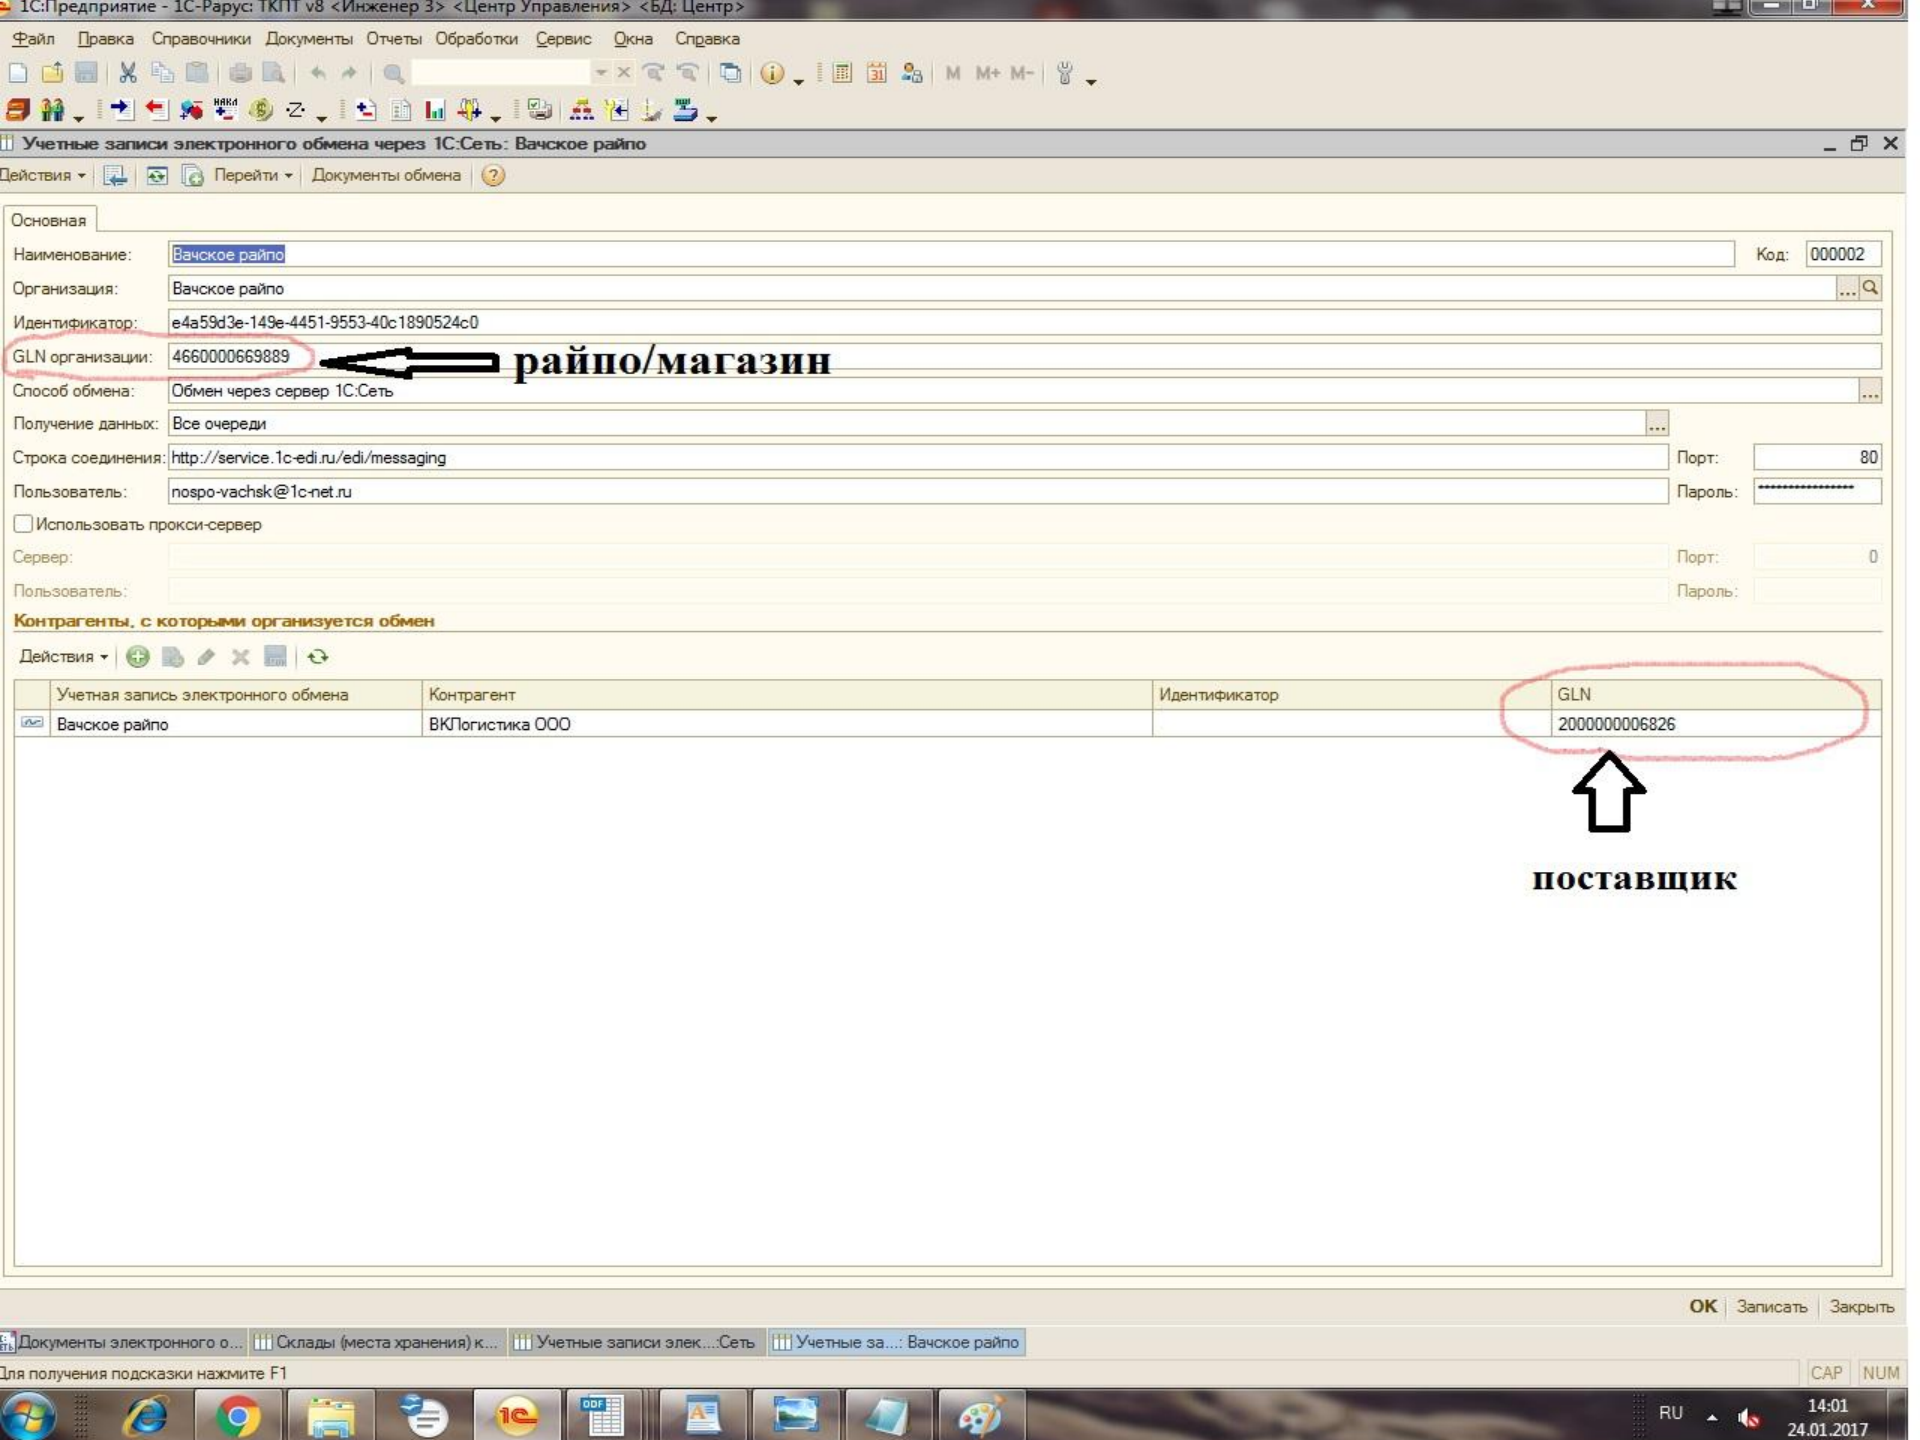 1С:Предприятие - 1С-Рарус: ТКПТ v8 <Инженер 3> <Центр Управления> <БД: Центр>
Файл Правка Справочники Документы Отчеты Обработки Сервис Окна Справка
M M+ M-
Учетные записи электронного обмена через 1С:Сеть: Вачское райпо
Действия Перейти Документы обмена
Основная
Наименование: Вачское райпо Код: 000002
Организация: Вачское райпо ...
Идентификатор: e4a59d3e-149e-4451-9553-40c1890524c0
GLN организации: 4660000669889
райпо/магазин
Способ обмена: Обмен через сервер 1С:Сеть ...
Получение данных: Все очереди ...
Строка соединения: http://service.1c-edi.ru/edi/messaging Порт: 80
Пользователь: nospo-vachsk@1c-net.ru Пароль: ****************
Использовать прокси-сервер
Сервер: Порт: 0
Пользователь: Пароль:
Контрагенты, с которыми организуется обмен
Действия
Учетная запись электронного обмена Контрагент Идентификатор GLN
Вачское райпо ВКЛогистика ООО 2000000006826
поставщик
OK Записать Закрыть
Документы электронного о... Склады (места хранения) к... Учетные записи элек...:Сеть Учетные за...: Вачское райпо
Для получения подсказки нажмите F1 CAP NUM
RU 14:01
24.01.2017